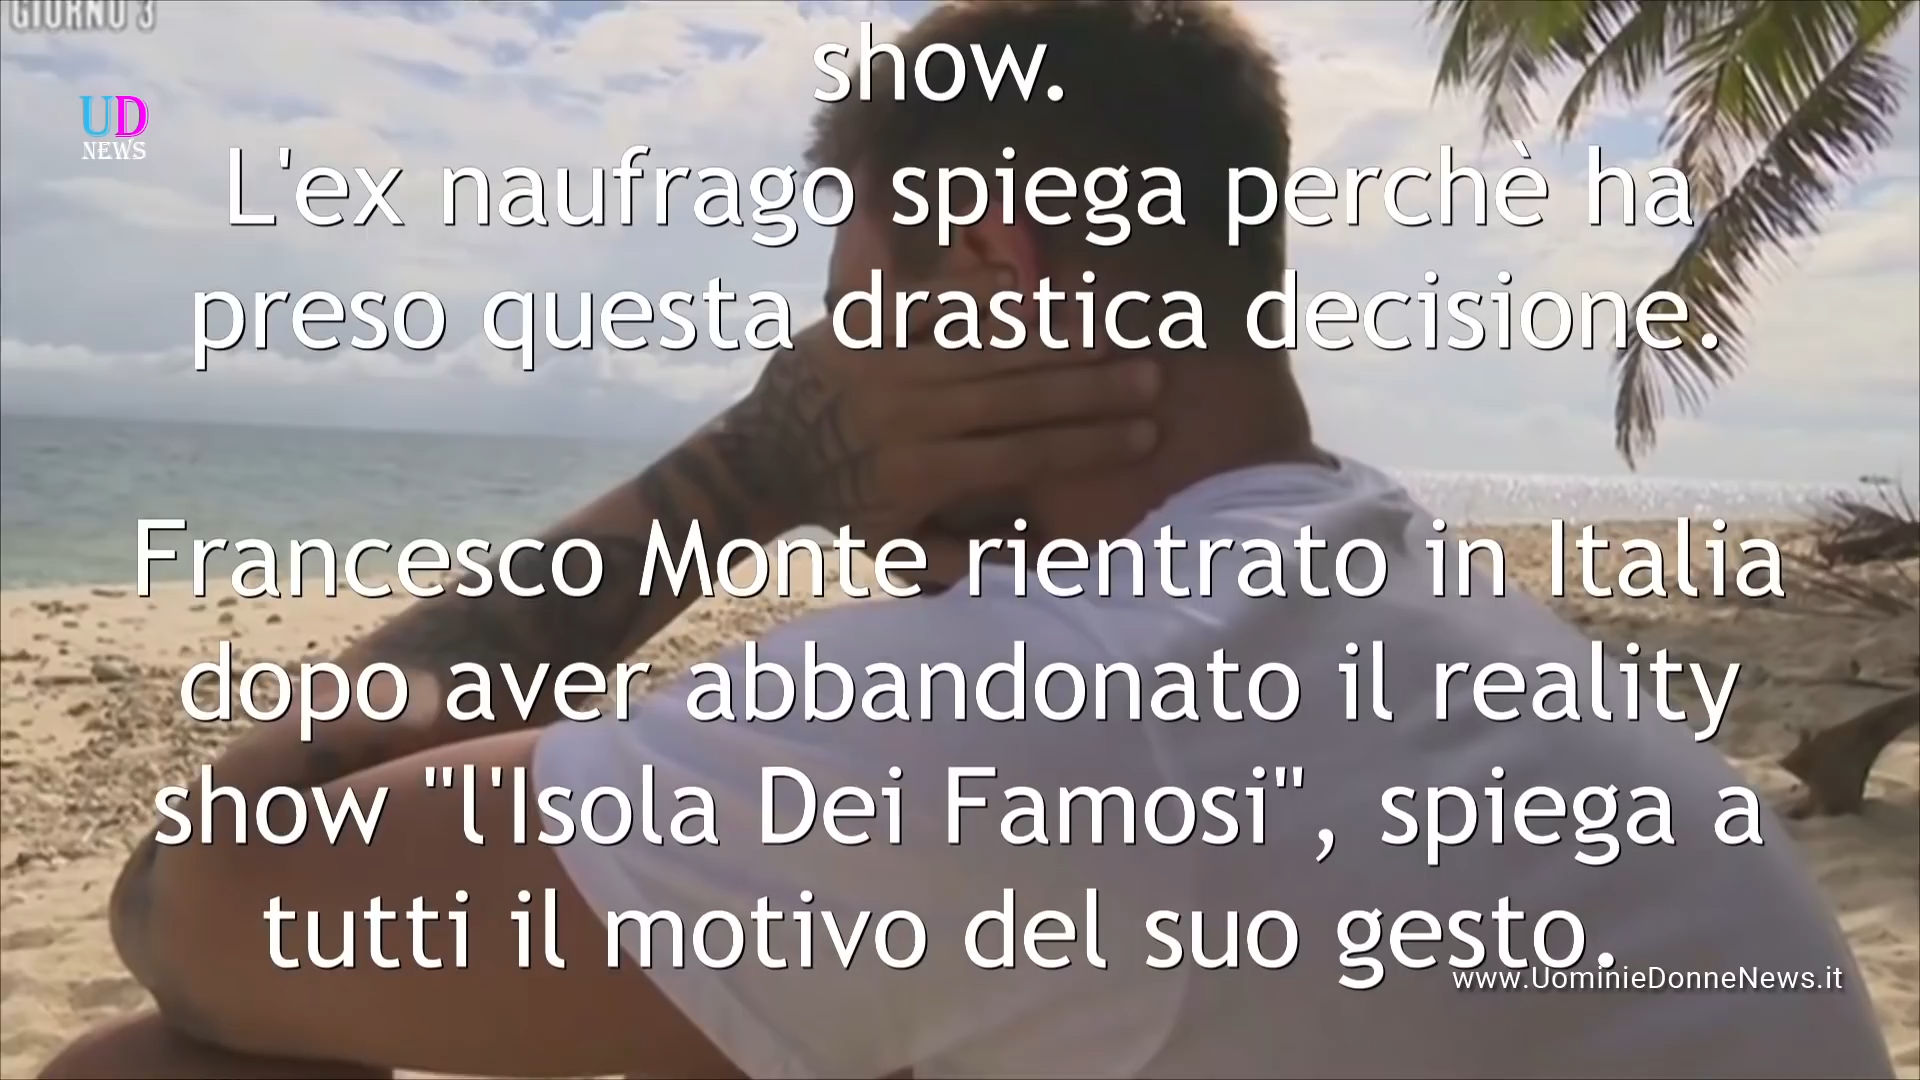 GIORNO 3
UD
NEWS
show.
L'ex naufrago spiega perchè ha
preso questa drastica decisione.
Francesco Monte rientrato in Italia
dopo aver abbandonato il reality
show "l'Isola Dei Famosi", spiega a
tutti il motivo del suo gesto.
www.UominieDonneNews.it